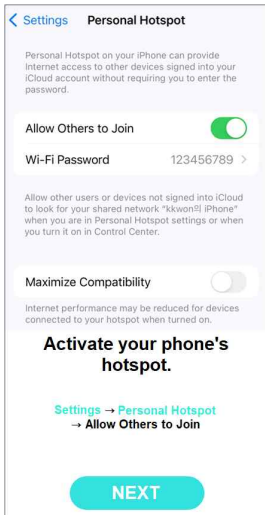 Settings Personal Hotspot
Personal Hotspot on your iPhone can provide
Internet access to other devices signed into your
iCloud account without requiring you to enter the
password.
Allow Others to Join
Wi-Fi Password 123456789
Allow other users or devices not signed into iCloud
to look for your shared network "kkwon의 iPhone"
when you are in Personal Hotspot settings or when
you turn it on in Control Center.
Maximize Compatibility
Internet performance may be reduced for devices
connected to your hotspot when turned on.
Activate your phone's
hotspot.
Settings → Personal Hotspot
→ Allow Others to Join
NEXT